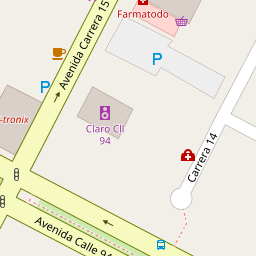 Farmatodo
Avenida Carrera 15
P
P
-tronix
Claro Cll
94
Carrera 14
Avenida Calle 94